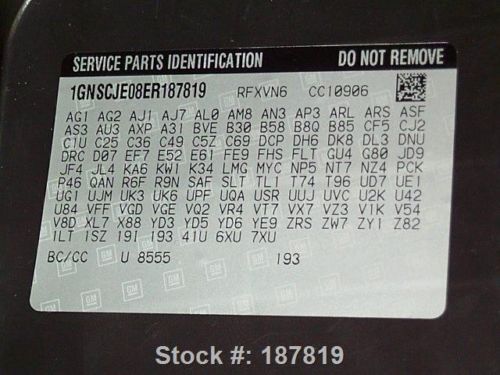 SERVICE PARTS IDENTIFICATION DO NOT REMOVE
1GNSCJE08ER187819 RFXVN6 CC10906
AG1 AG2 AJ1 AJ7 AL0 AM8 AN3 AP3 ARL ARS ASF
AS3 AU3 AXP A31 BVE B30 B58 B8Q B85 CF5 CJ2
C1U C25 C36 C49 C5Z C69 DCP DH6 DK8 DL3 DNU
DRC D07 EF7 E52 E61 FE9 FHS FLT GU4 G80 JD9
JF4 JL4 KA6 KW1 K34 LMG MYC NP5 NT7 NZ4 PCK
P46 QAN R6F R9N SAF SLT TL1 T74 T96 UD7 UE1
UG1 UJM UK3 UK6 UPF UQA USR UUJ UVC U2K U42
U84 VFF VGD VGE VQ2 VR4 VT7 VX7 VZ3 V1K V54
V8D XL7 X88 YD3 YD5 YD6 YE9 ZRS ZW7 ZY1 Z82
1LT 1SZ 19I 193 41U 6XU 7XU
BC/CC U 8555 193
GM
Stock #: 187819